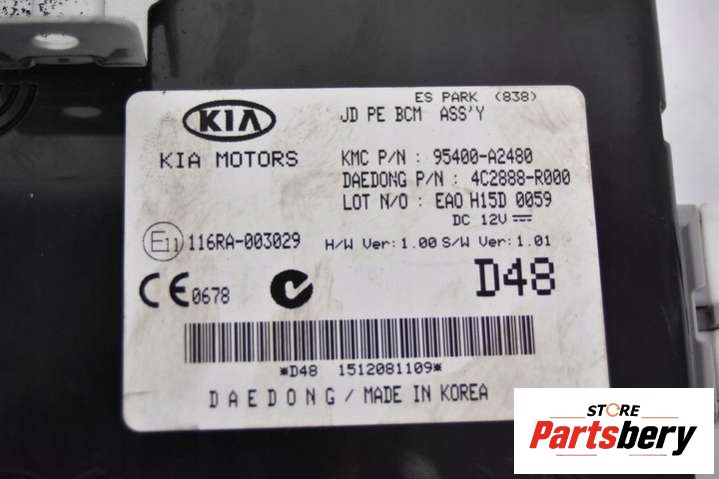 ES PARK (838)
KIA
JD PE BCM ASS'Y
KIA MOTORS
KMC P/N : 95400-A2480
DAEDONG P/N : 4C2888-R000
LOT N/O : EAO H15D 0059
DC 12V
E11 116RA-003029
H/W Ver:1.00 S/W Ver:1.01
CE 0678
D48
*D48 1512081109*
DAEDONG / MADE IN KOREA
STORE
Partsbery